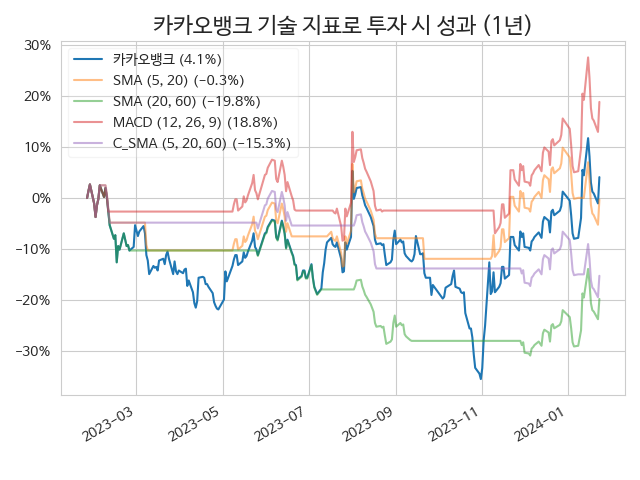 카카오뱅크 기술 지표로 투자 시 성과 (1년)
카카오뱅크 (4.1%)
SMA (5, 20) (−0.3%)
SMA (20, 60) (−19.8%)
MACD (12, 26, 9) (18.8%)
C_SMA (5, 20, 60) (−15.3%)
30%
20%
10%
0%
−10%
−20%
−30%
2023−03
2023−05
2023−07
2023−09
2023−11
2024−01